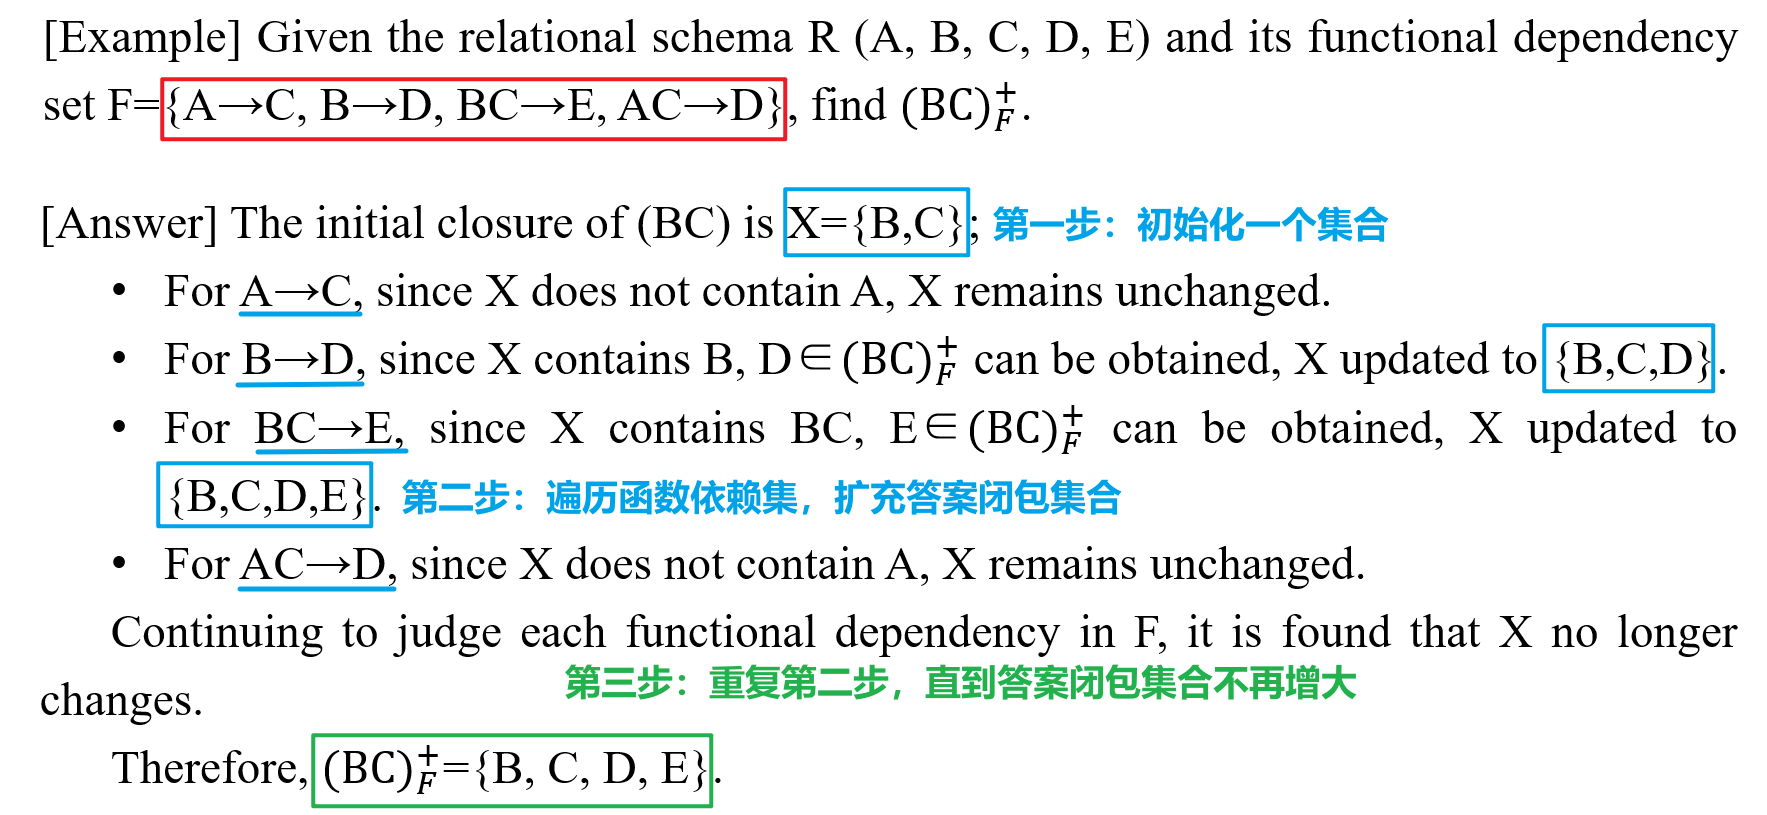 [Example] Given the relational schema R (A, B, C, D, E) and its functional dependency
set F={A→C, B→D, BC→E, AC→D}, find (BC)⁺_F.
[Answer] The initial closure of (BC) is X={B,C}; 第一步：初始化一个集合
• For A→C, since X does not contain A, X remains unchanged.
• For B→D, since X contains B, D∈(BC)⁺_F can be obtained, X updated to {B,C,D}.
• For BC→E, since X contains BC, E∈(BC)⁺_F can be obtained, X updated to
{B,C,D,E}. 第二步：遍历函数依赖集，扩充答案闭包集合
• For AC→D, since X does not contain A, X remains unchanged.
Continuing to judge each functional dependency in F, it is found that X no longer
changes. 第三步：重复第二步，直到答案闭包集合不再增大
Therefore, (BC)⁺_F={B, C, D, E}.